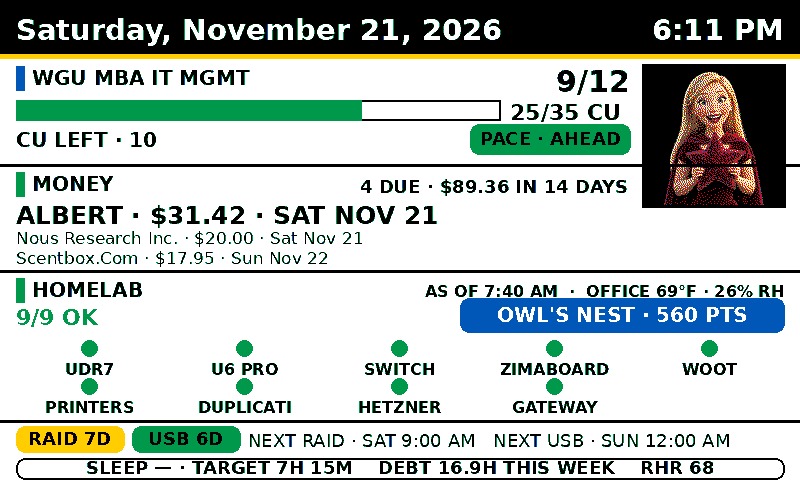 Saturday, November 21, 2026 6:11 PM
WGU MBA IT MGMT 9/12
25/35 CU
CU LEFT · 10 PACE · AHEAD
MONEY 4 DUE · $89.36 IN 14 DAYS
ALBERT · $31.42 · SAT NOV 21
Nous Research Inc. · $20.00 · Sat Nov 21
Scentbox.Com · $17.95 · Sun Nov 22
HOMELAB AS OF 7:40 AM · OFFICE 69°F · 26% RH
9/9 OK OWL'S NEST · 560 PTS
UDR7 U6 PRO SWITCH ZIMABOARD WOOT
PRINTERS DUPLICATI HETZNER GATEWAY
RAID 7D USB 6D NEXT RAID · SAT 9:00 AM NEXT USB · SUN 12:00 AM
SLEEP — · TARGET 7H 15M DEBT 16.9H THIS WEEK RHR 68